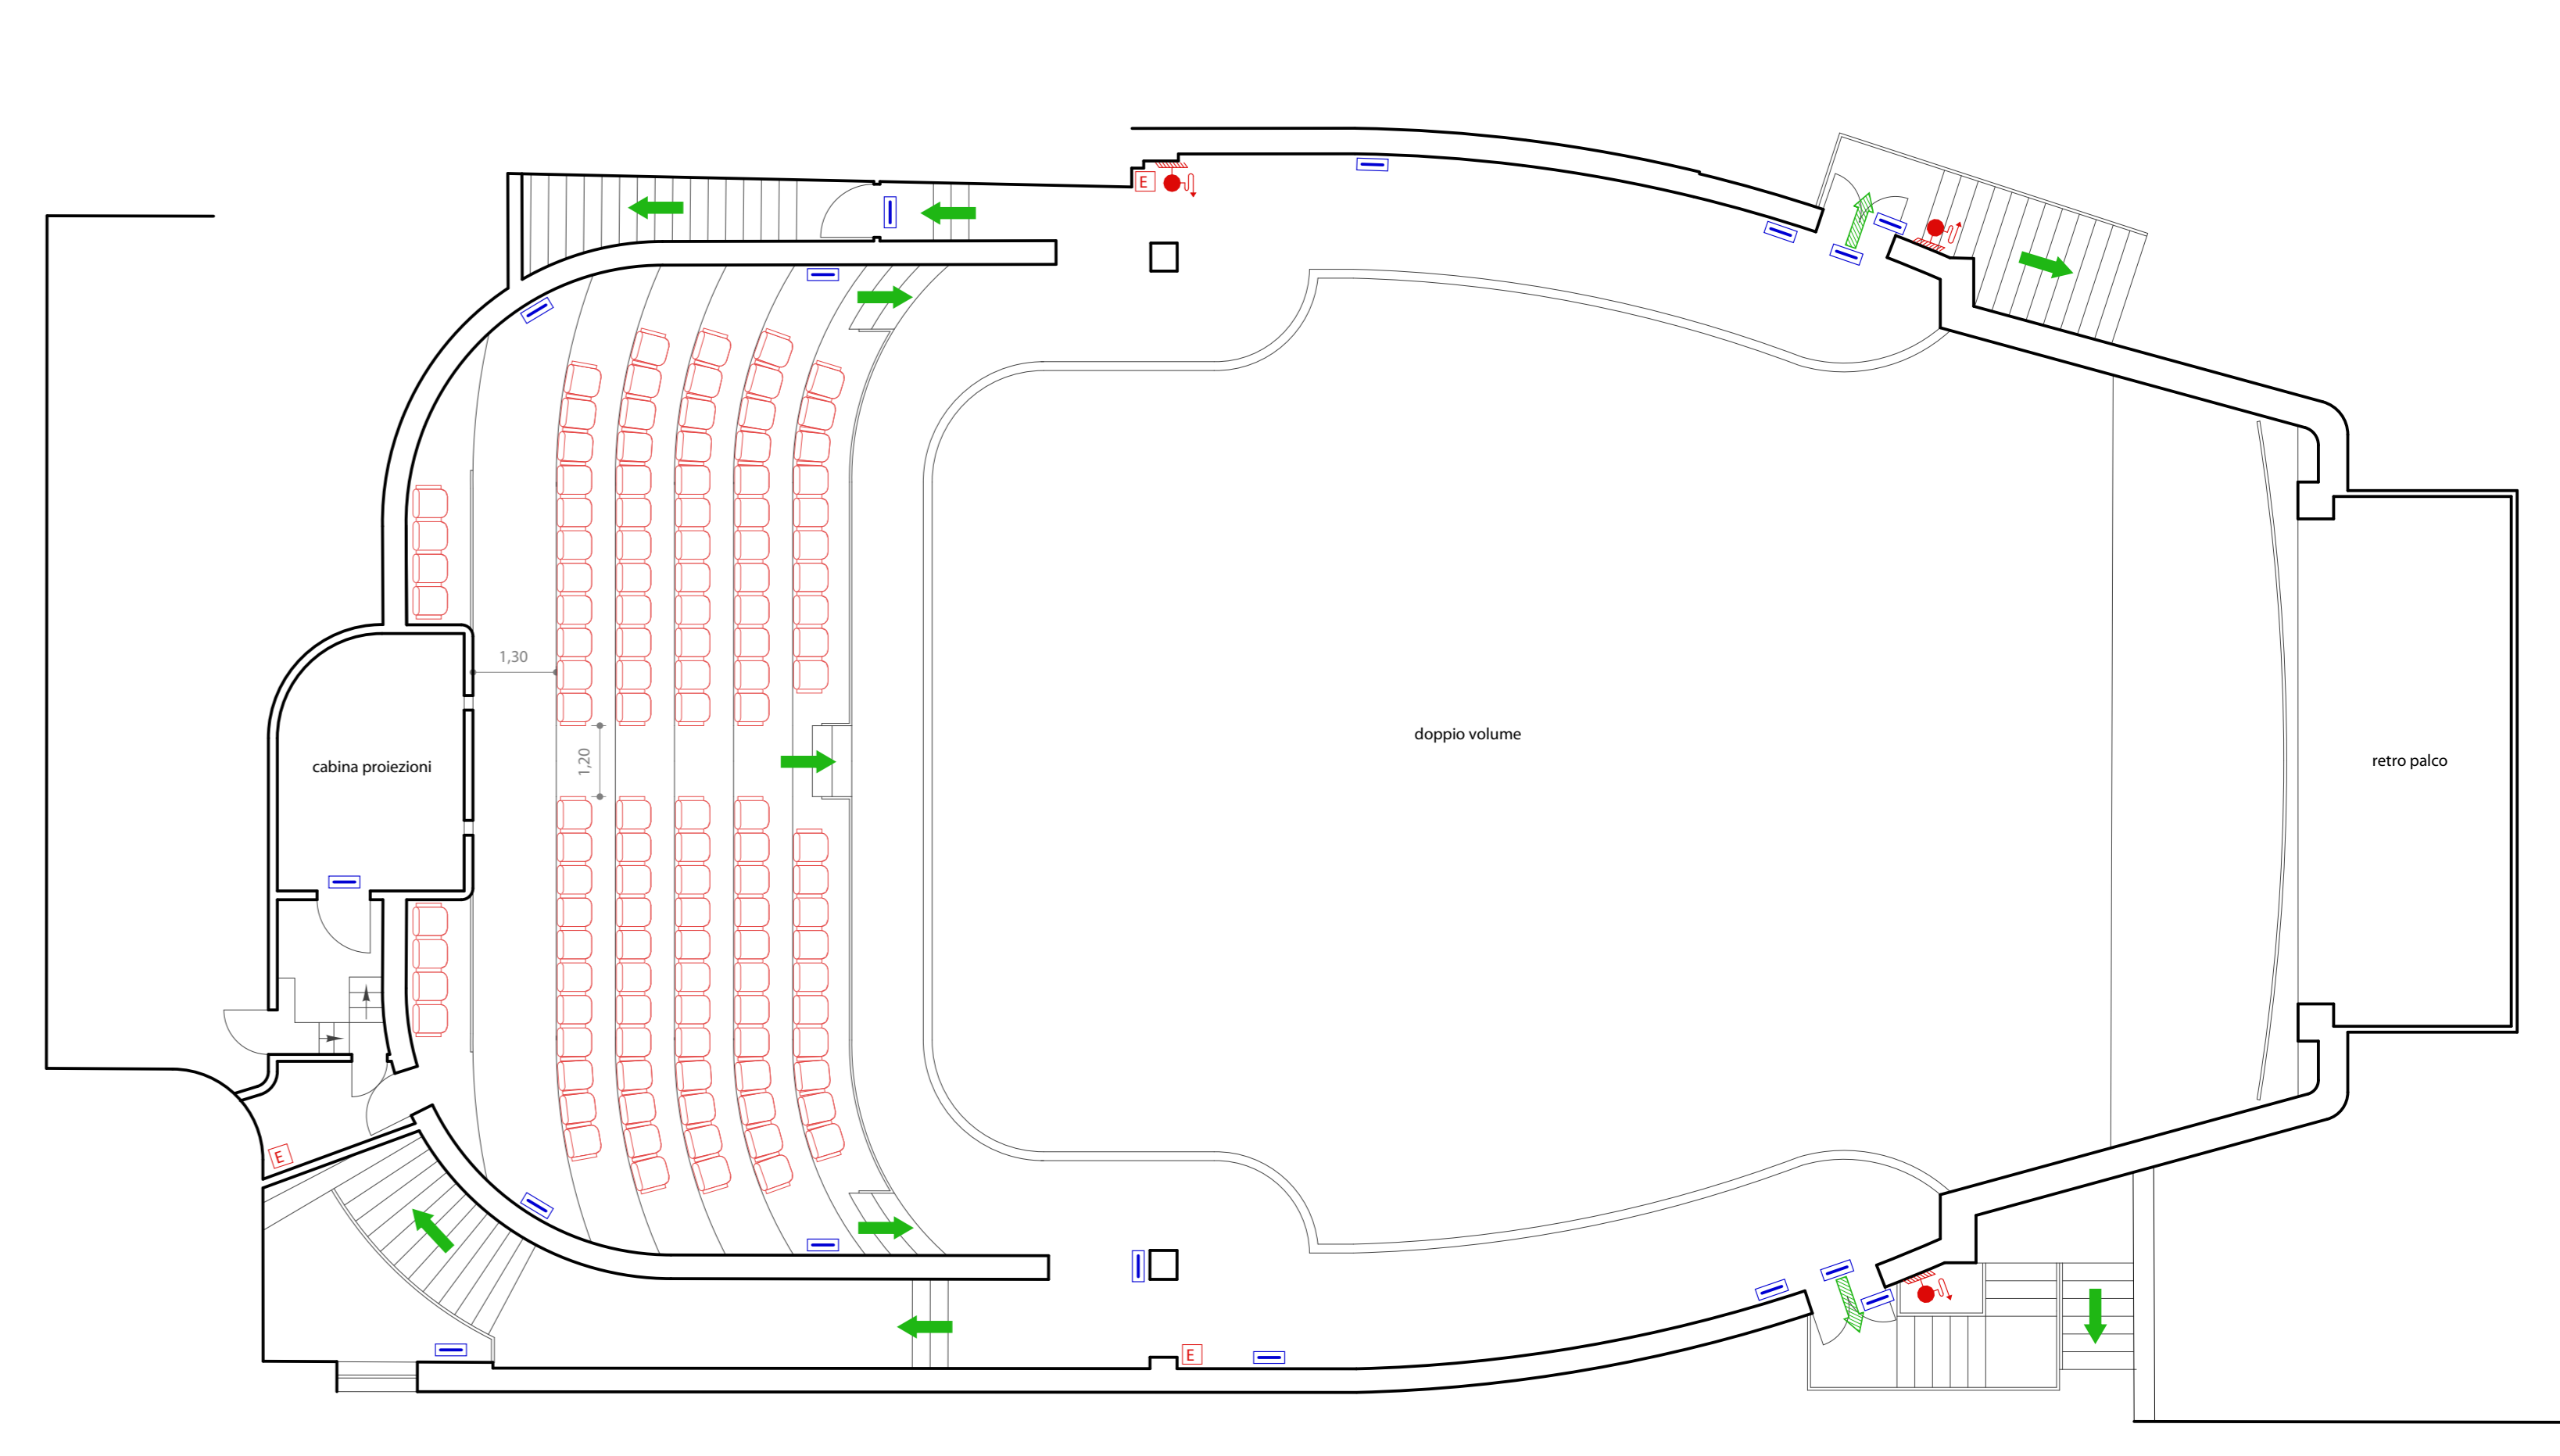 E
1,30
doppio volume
1,20
retro palco
cabina proiezioni
E
E